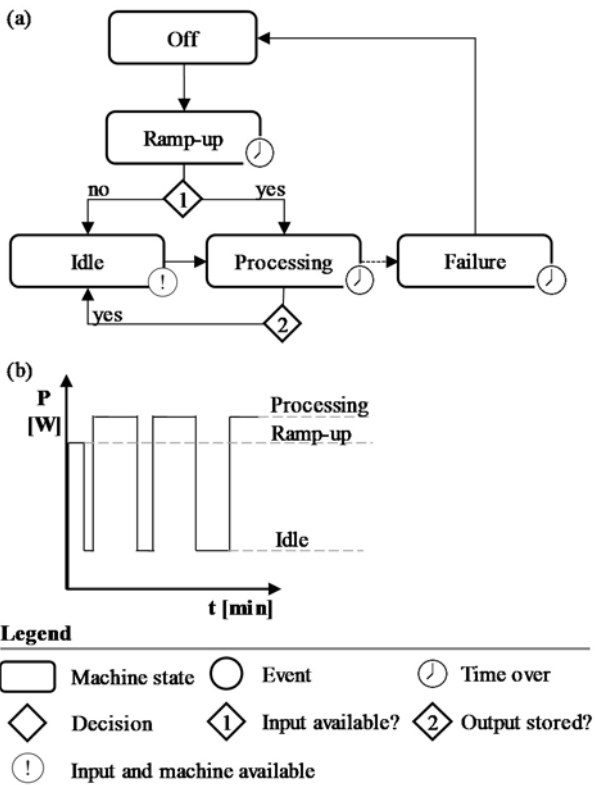 (a)
Off
Ramp-up
no
1
yes
Idle
!
Processing
Failure
yes
2
(b)
P
[W]
Processing
Ramp-up
Idle
t [min]
Legend
Machine state
Event
Time over
Decision
1
Input available?
2
Output stored?
!
Input and machine available